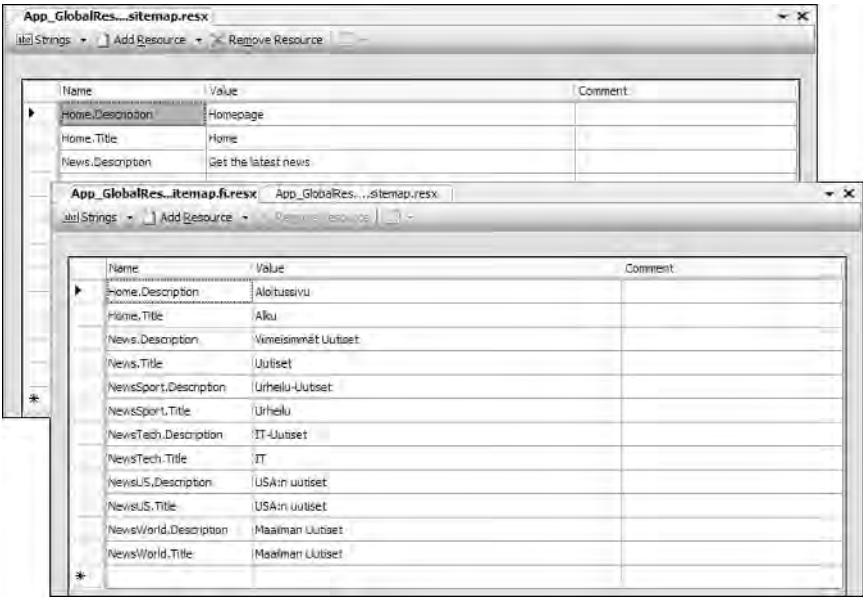 App_GlobalRes....sitemap.resx
Strings Add Resource Remove Resource
Name Value Comment
Home.Description Homepage
Home.Title Home
News.Description Get the latest news
App_GlobalRes...itemap.fi.resx App_GlobalRes....sitemap.resx
Strings Add Resource Remove Resource
Name Value Comment
Home.Description Aloitussivu
Home.Title Alku
News.Description Viimeisimmät Uutiset
News.Title Uutiset
NewsSport.Description Urheilu-Uutiset
NewsSport.Title Urheilu
NewsTech.Description IT-Uutiset
NewsTech.Title IT
NewsUS.Description USA:n uutiset
NewsUS.Title USA:n uutiset
NewsWorld.Description Maailman Uutiset
NewsWorld.Title Maailman Uutiset